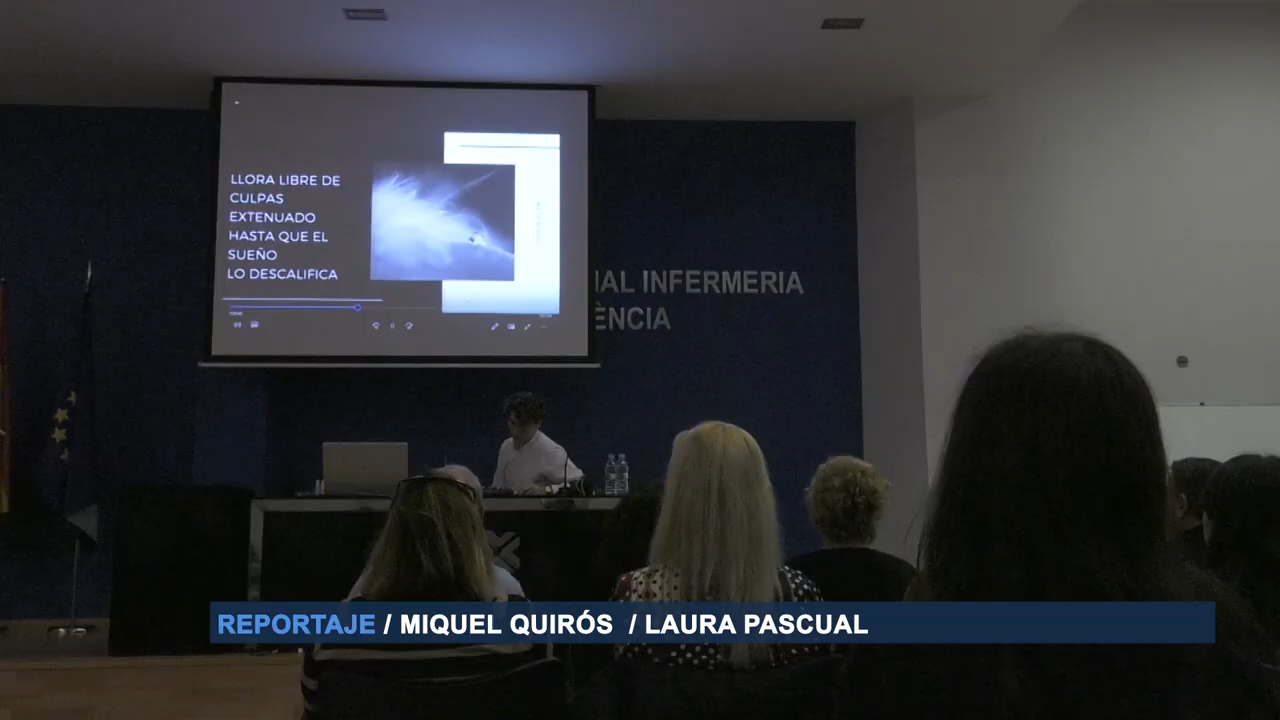 LLORA LIBRE DE
CULPAS
EXTENUADO
HASTA QUE EL
SUEÑO
LO DESCALIFICA
IAL INFERMERIA
ÈNCIA
REPORTAJE / MIQUEL QUIRÓS / LAURA PASCUAL